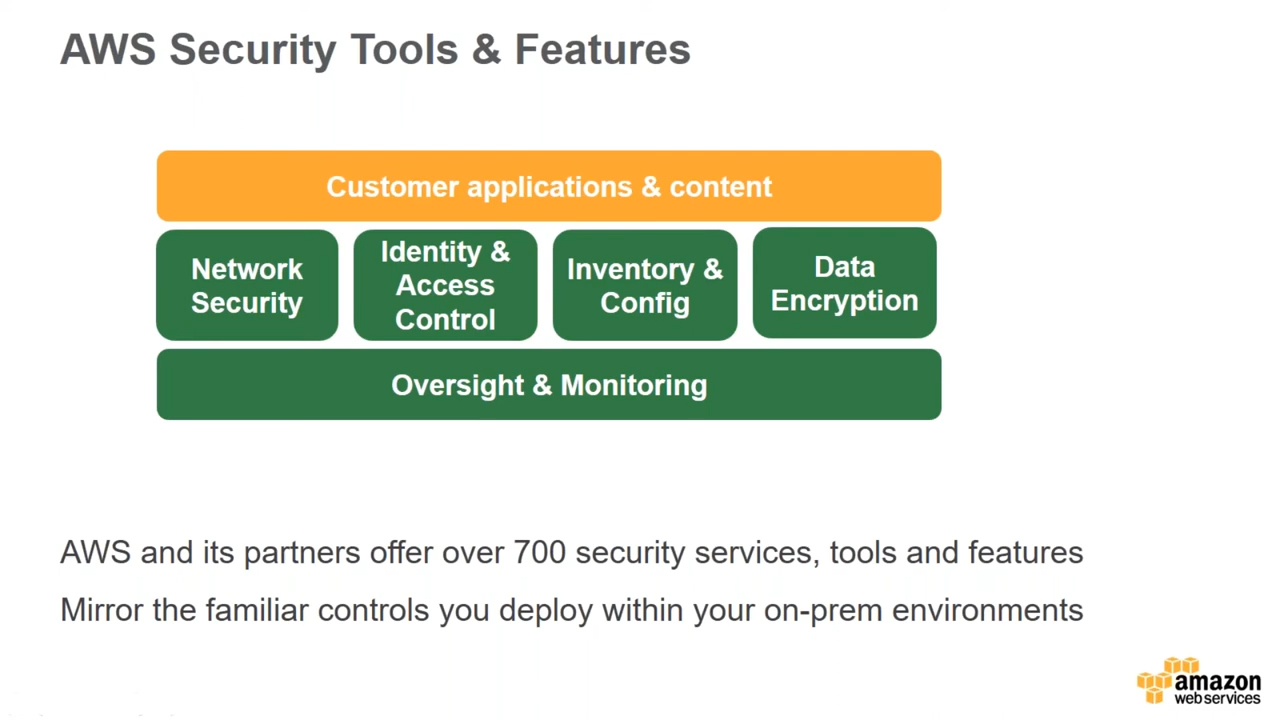 AWS Security Tools & Features
Customer applications & content
Network
Security
Identity &
Access
Control
Inventory &
Config
Data
Encryption
Oversight & Monitoring
AWS and its partners offer over 700 security services, tools and features
Mirror the familiar controls you deploy within your on-prem environments
amazon
webservices